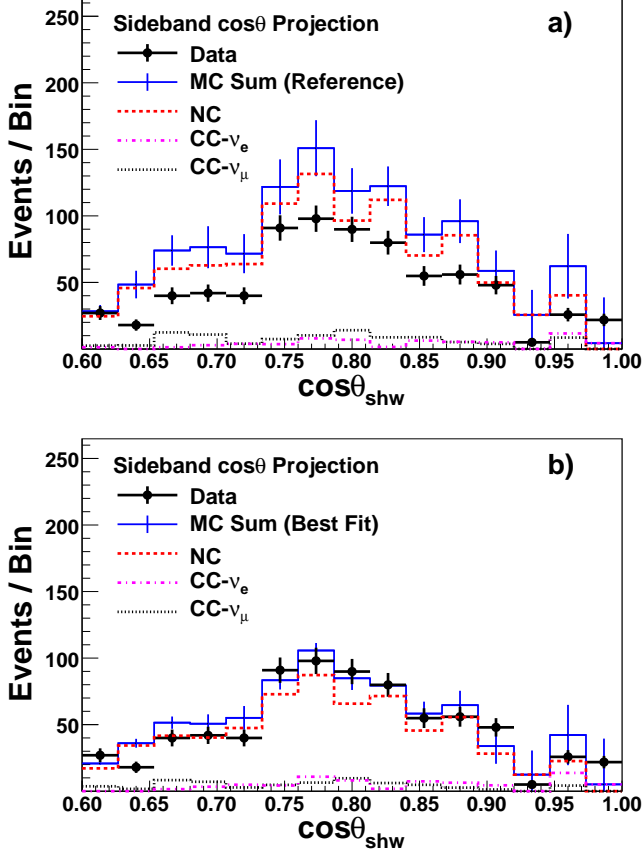 Sideband cosθ Projection
a)
Data
MC Sum (Reference)
NC
CC-νe
CC-νμ
Events / Bin
250
200
150
100
50
0.60 0.65 0.70 0.75 0.80 0.85 0.90 0.95 1.00
cosθshw
Sideband cosθ Projection
b)
Data
MC Sum (Best Fit)
NC
CC-νe
CC-νμ
Events / Bin
250
200
150
100
50
0
0.60 0.65 0.70 0.75 0.80 0.85 0.90 0.95 1.00
cosθshw